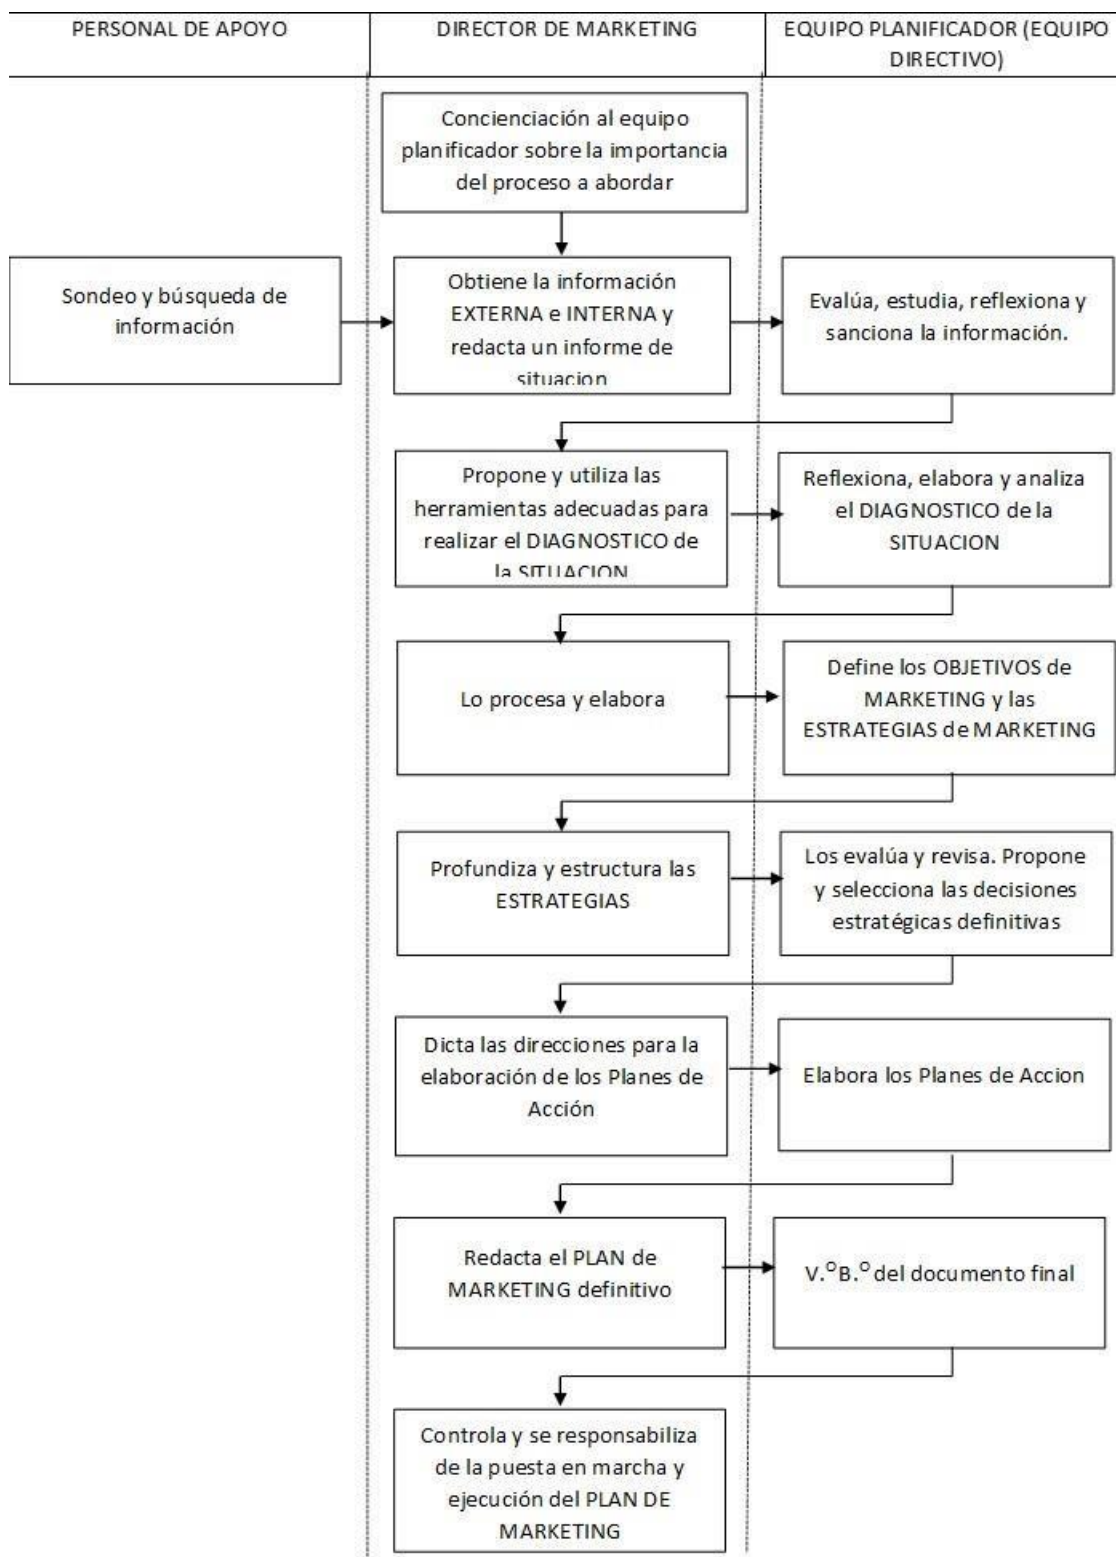 PERSONAL DE APOYO
DIRECTOR DE MARKETING
EQUIPO PLANIFICADOR (EQUIPO
DIRECTIVO)
Concienciación al equipo
planificador sobre la importancia
del proceso a abordar
Sondeo y búsqueda de
información
Obtiene la información
EXTERNA e INTERNA y
redacta un informe de
situacion
Evalúa, estudia, reflexiona y
sanciona la información.
Propone y utiliza las
herramientas adecuadas para
realizar el DIAGNOSTICO de
la SITUACION
Reflexiona, elabora y analiza
el DIAGNOSTICO de la
SITUACION
Lo procesa y elabora
Define los OBJETIVOS de
MARKETING y las
ESTRATEGIAS de MARKETING
Profundiza y estructura las
ESTRATEGIAS
Los evalúa y revisa. Propone
y selecciona las decisiones
estratégicas definitivas
Dicta las direcciones para la
elaboración de los Planes de
Acción
Elabora los Planes de Accion
Redacta el PLAN de
MARKETING definitivo
V.ºB.º del documento final
Controla y se responsabiliza
de la puesta en marcha y
ejecución del PLAN DE
MARKETING